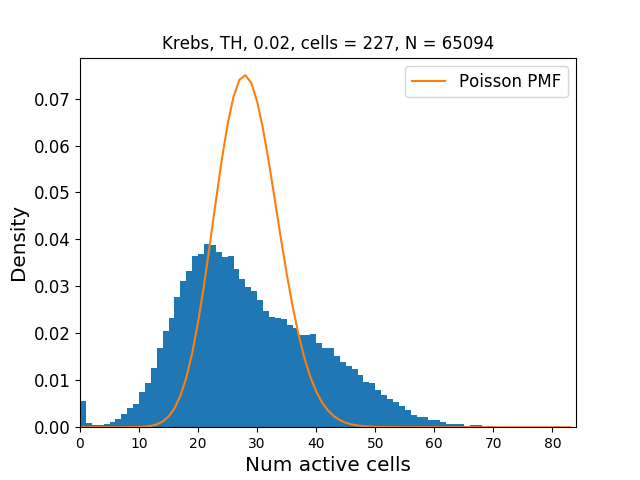 Krebs, TH, 0.02, cells = 227, N = 65094
Poisson PMF
Density
0.07
0.06
0.05
0.04
0.03
0.02
0.01
0.00
0 10 20 30 40 50 60 70 80
Num active cells